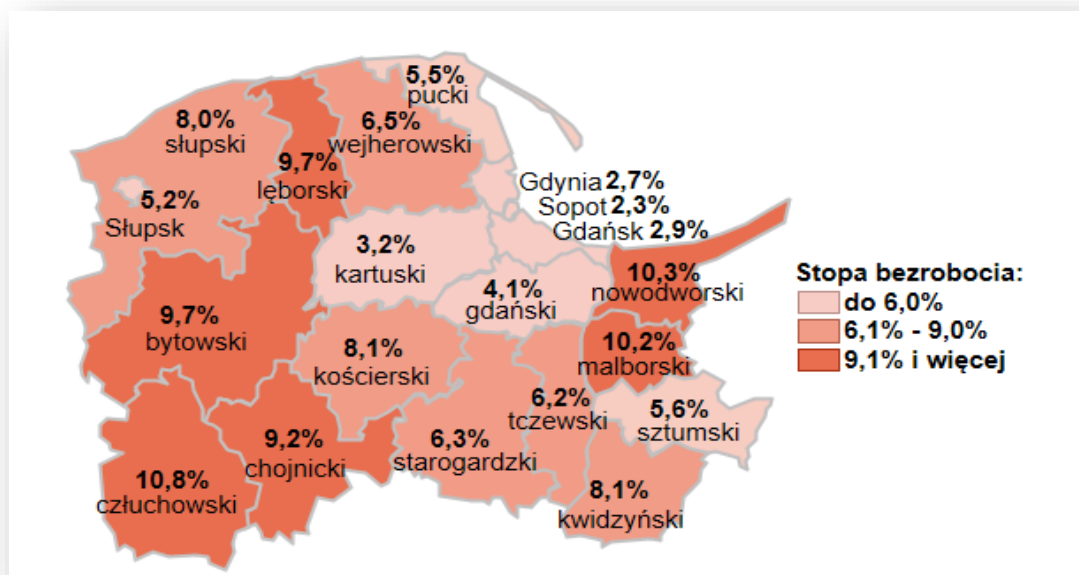 5,5%
pucki
8,0%
słupski
6,5%
wejherowski
9,7%
lęborski
5,2%
Słupsk
Gdynia 2,7%
Sopot 2,3%
Gdańsk 2,9%
3,2%
kartuski
4,1%
gdański
10,3%
nowodworski
9,7%
bytowski
8,1%
kościerski
10,2%
malborski
6,2%
tczewski
5,6%
sztumski
9,2%
chojnicki
6,3%
starogardzki
10,8%
człuchowski
8,1%
kwidzyński
Stopa bezrobocia:
do 6,0%
6,1% - 9,0%
9,1% i więcej